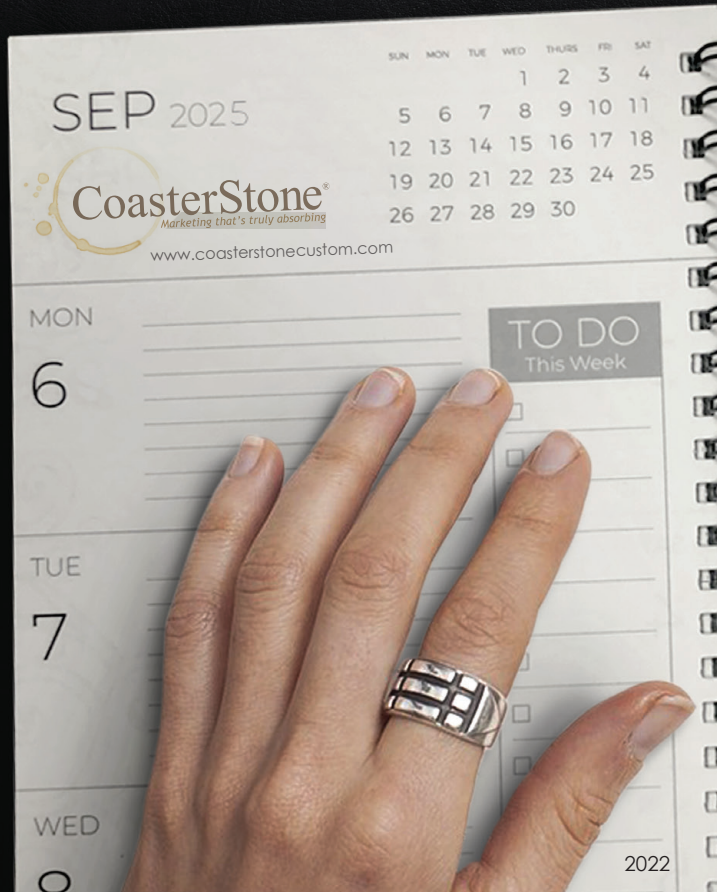 SUN MON TUE WED THURS FRI SAT
SEP 2025
1 2 3 4
5 6 7 8 9 10 11
12 13 14 15 16 17 18
19 20 21 22 23 24 25
26 27 28 29 30
CoasterStone®
Marketing that's truly absorbing
www.coasterstonecustom.com
MON
6
TO DO
This Week
TUE
7
WED
2022